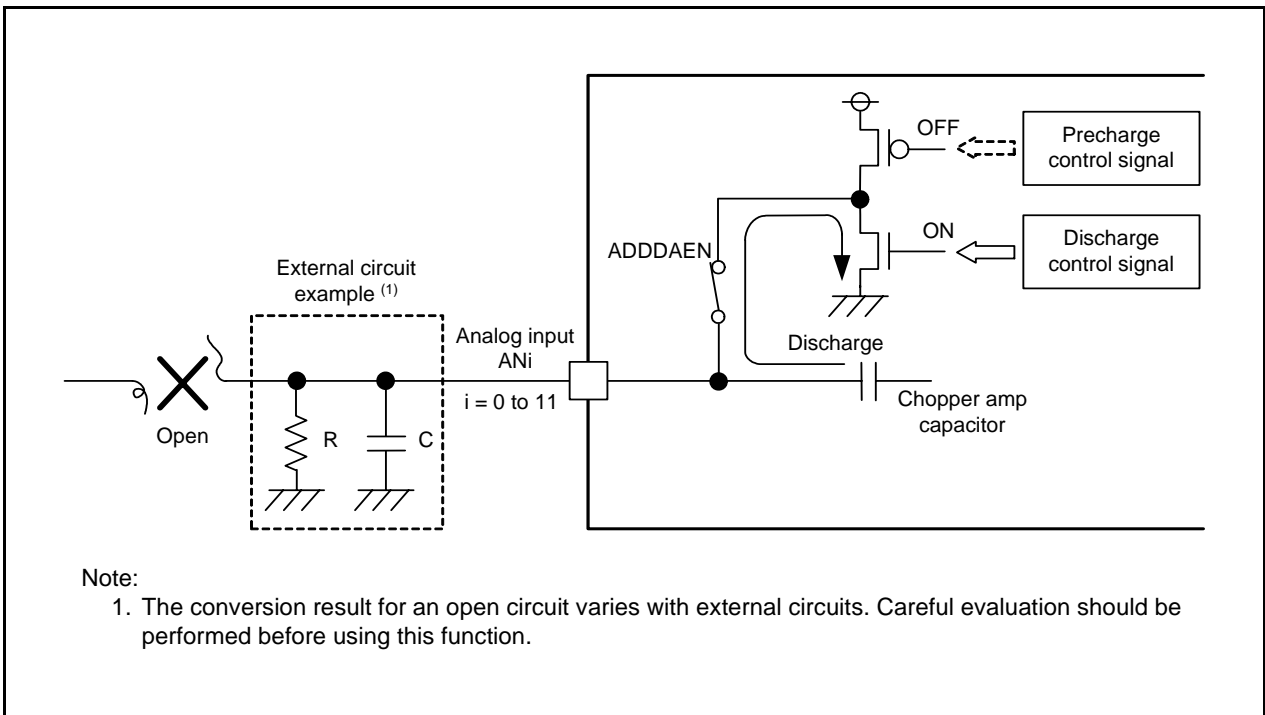 OFF
Precharge
control signal
ON
Discharge
control signal
ADDDAEN
External circuit
example (1)
Analog input
ANi
i = 0 to 11
Discharge
Chopper amp
capacitor
Open
R
C
Note:
1. The conversion result for an open circuit varies with external circuits. Careful evaluation should be
performed before using this function.